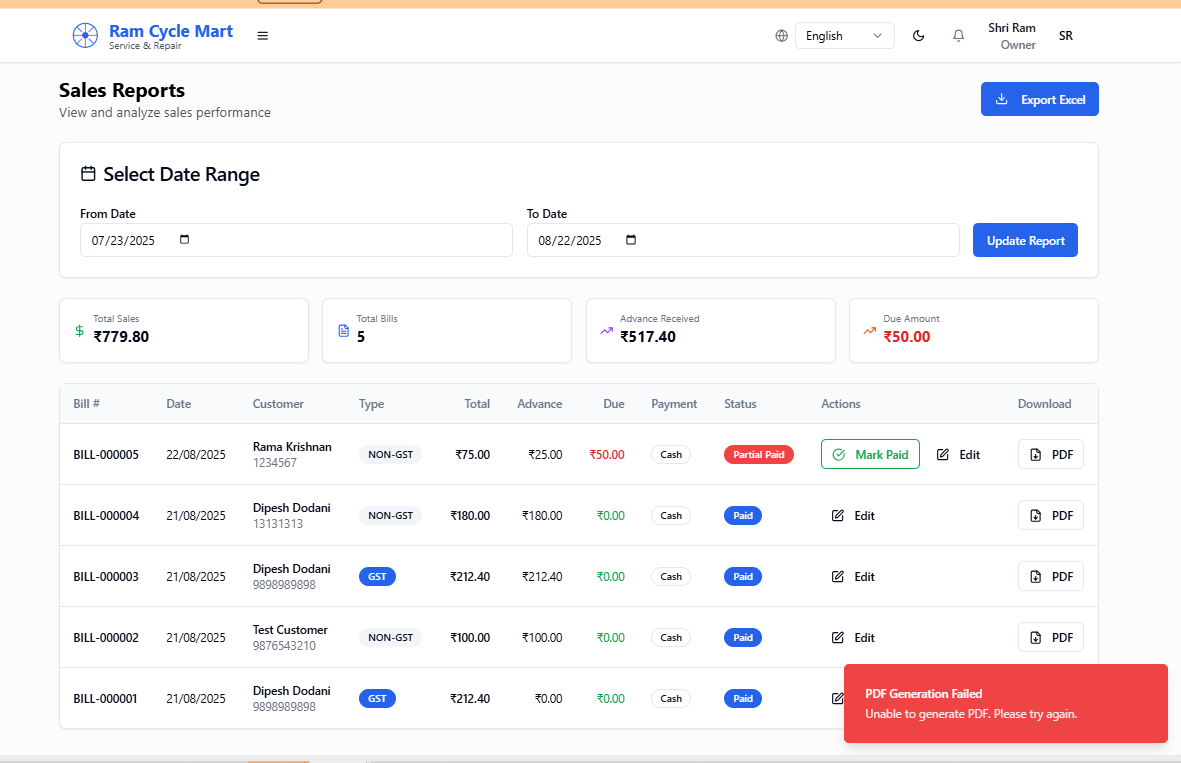 Ram Cycle Mart
Service & Repair
English
Shri Ram
Owner
SR
Sales Reports
View and analyze sales performance
Export Excel
Select Date Range
From Date
To Date
07/23/2025
08/22/2025
Update Report
Total Sales
₹779.80
Total Bills
5
Advance Received
₹517.40
Due Amount
₹50.00
Bill # Date Customer Type Total Advance Due Payment Status Actions Download
BILL-000005 22/08/2025 Rama Krishnan NON-GST ₹75.00 ₹25.00 ₹50.00 Cash Partial Paid Mark Paid Edit PDF
1234567
BILL-000004 21/08/2025 Dipesh Dodani NON-GST ₹180.00 ₹180.00 ₹0.00 Cash Paid Edit PDF
13131313
BILL-000003 21/08/2025 Dipesh Dodani GST ₹212.40 ₹212.40 ₹0.00 Cash Paid Edit PDF
9898989898
BILL-000002 21/08/2025 Test Customer NON-GST ₹100.00 ₹100.00 ₹0.00 Cash Paid Edit PDF
9876543210
BILL-000001 21/08/2025 Dipesh Dodani GST ₹212.40 ₹0.00 ₹0.00 Cash Paid
9898989898
PDF Generation Failed
Unable to generate PDF. Please try again.